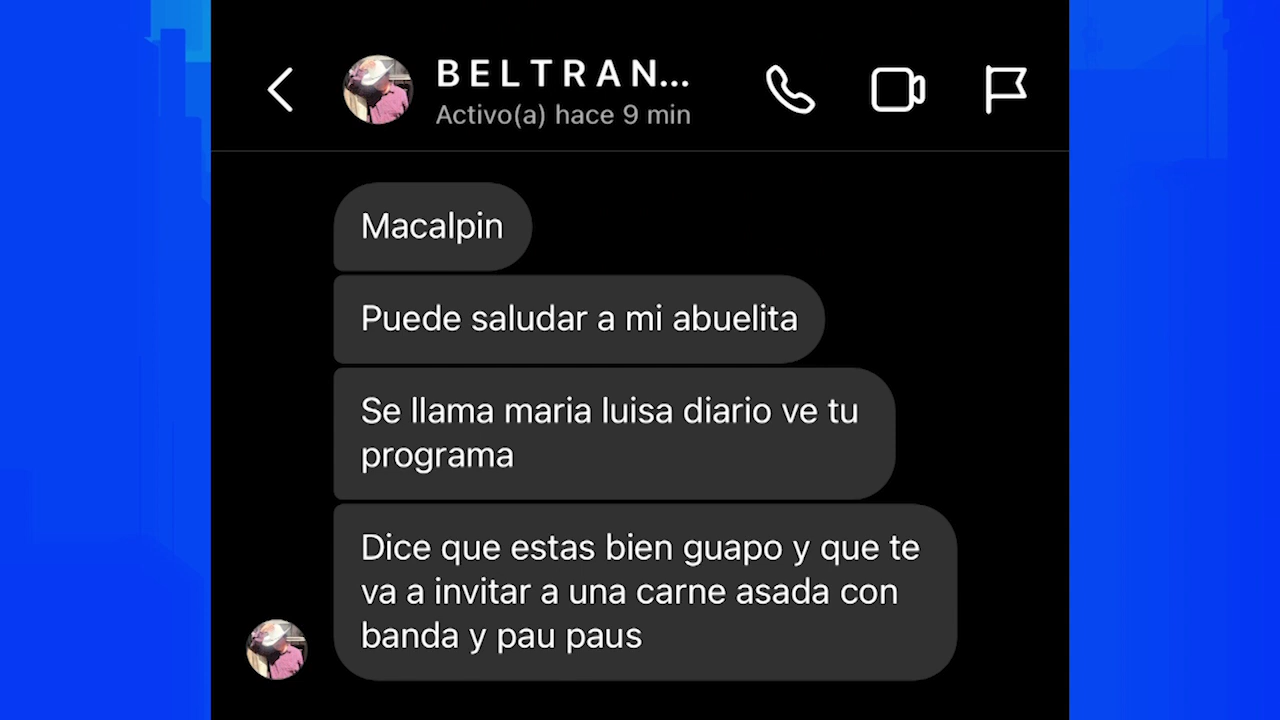 BELTRAN...
Activo(a) hace 9 min
Macalpin
Puede saludar a mi abuelita
Se llama maria luisa diario ve tu
programa
Dice que estas bien guapo y que te
va a invitar a una carne asada con
banda y pau paus